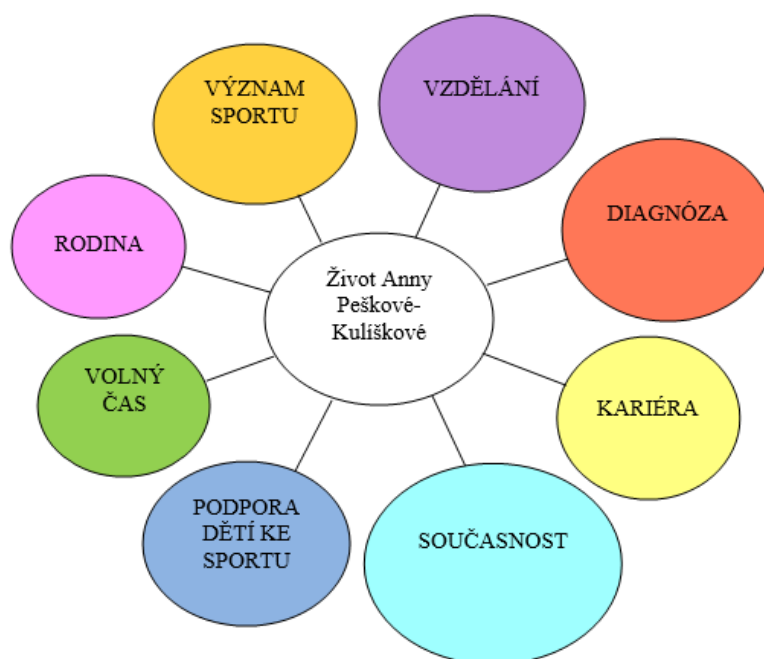 VÝZNAM
SPORTU
VZDĚLÁNÍ
DIAGNÓZA
RODINA
Život Anny
Peškové-
Kulíškové
VOLNÝ
ČAS
KARIÉRA
PODPORA
DĚTÍ KE
SPORTU
SOUČASNOST